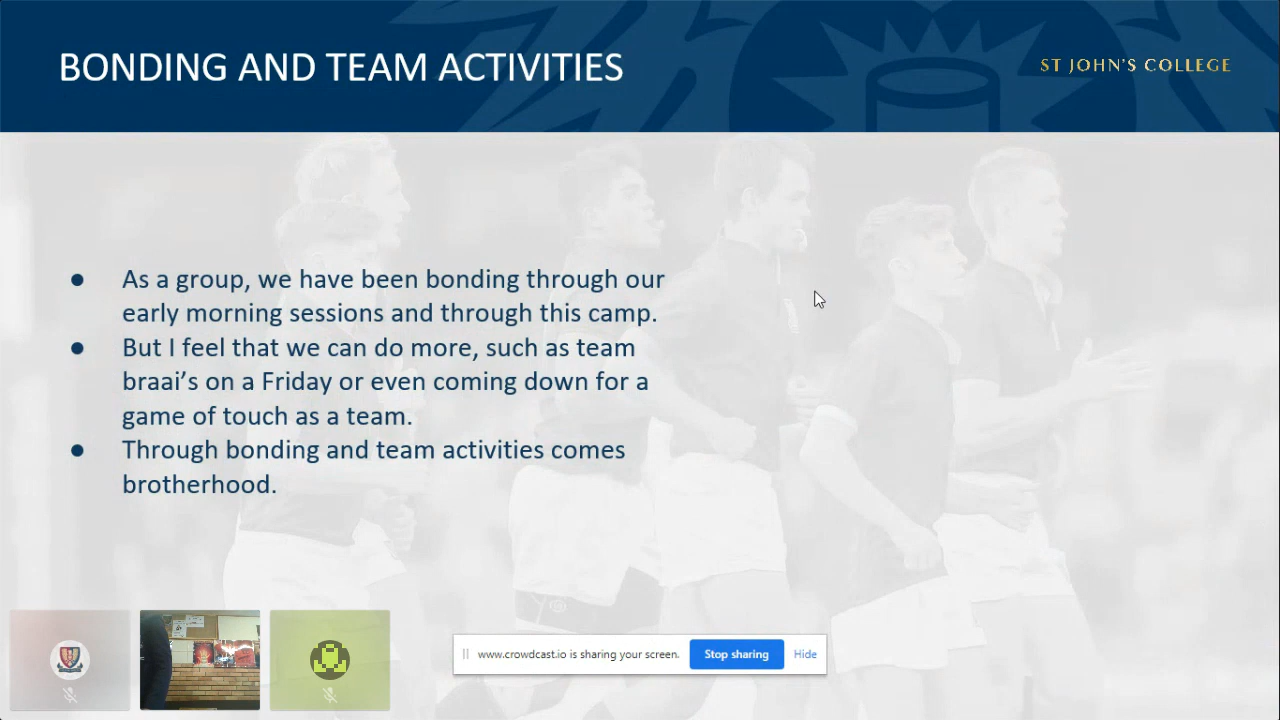 BONDING AND TEAM ACTIVITIES
ST JOHN'S COLLEGE
● As a group, we have been bonding through our
early morning sessions and through this camp.
● But I feel that we can do more, such as team
braai’s on a Friday or even coming down for a
game of touch as a team.
● Through bonding and team activities comes
brotherhood.
www.crowdcast.io is sharing your screen.
Stop sharing
Hide